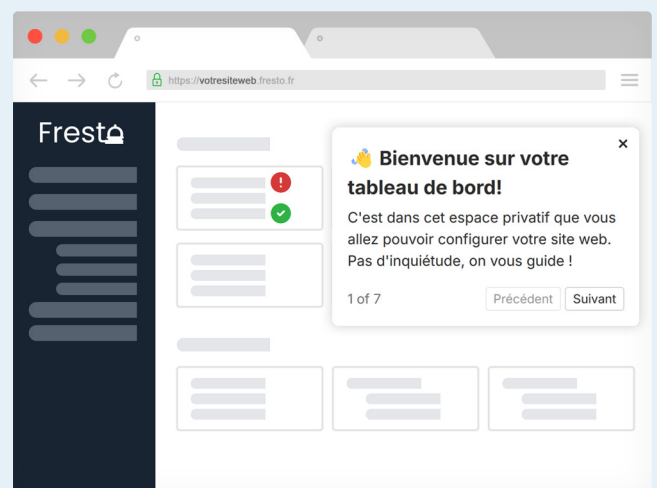 https://votresiteweb.fresto.fr
Fresto
👋 Bienvenue sur votre
tableau de bord!
C'est dans cet espace privatif que vous
allez pouvoir configurer votre site web.
Pas d'inquiétude, on vous guide !
1 of 7
Précédent
Suivant